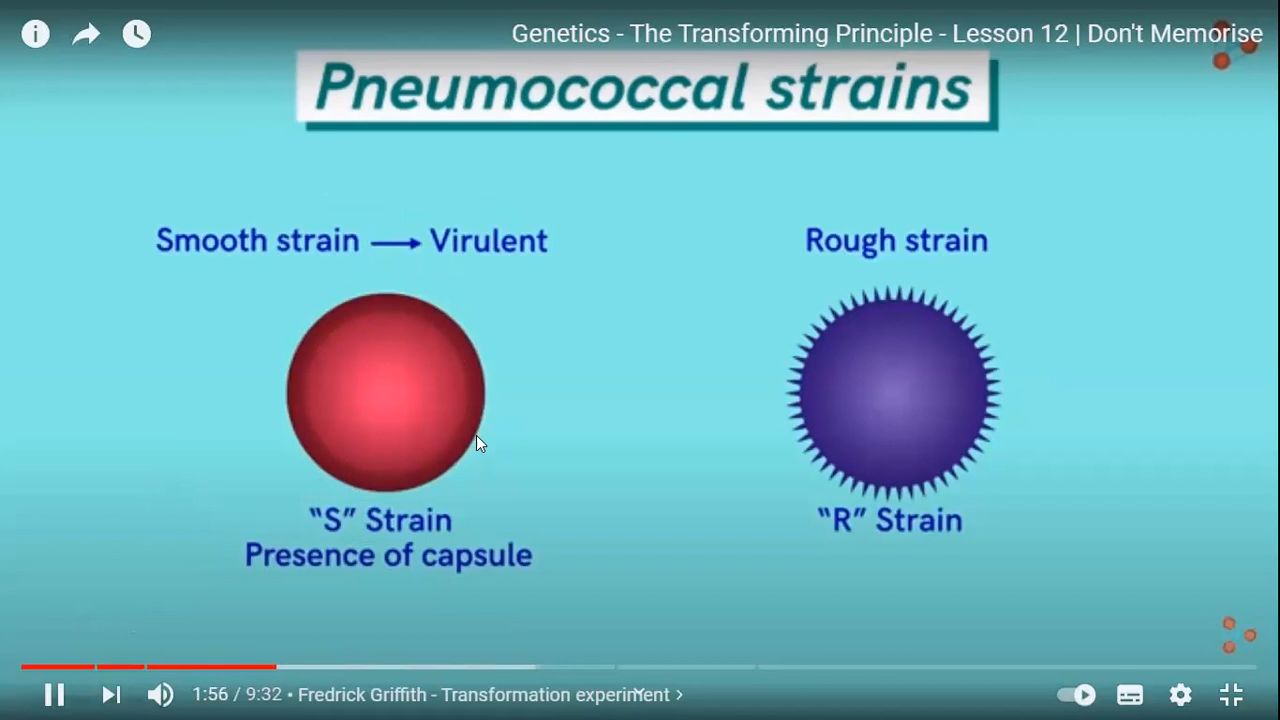 Genetics - The Transforming Principle - Lesson 12 | Don't Memorise
Pneumococcal strains
Smooth strain → Virulent
Rough strain
“S” Strain
Presence of capsule
“R” Strain
1:56 / 9:32 • Fredrick Griffith - Transformation experiment >